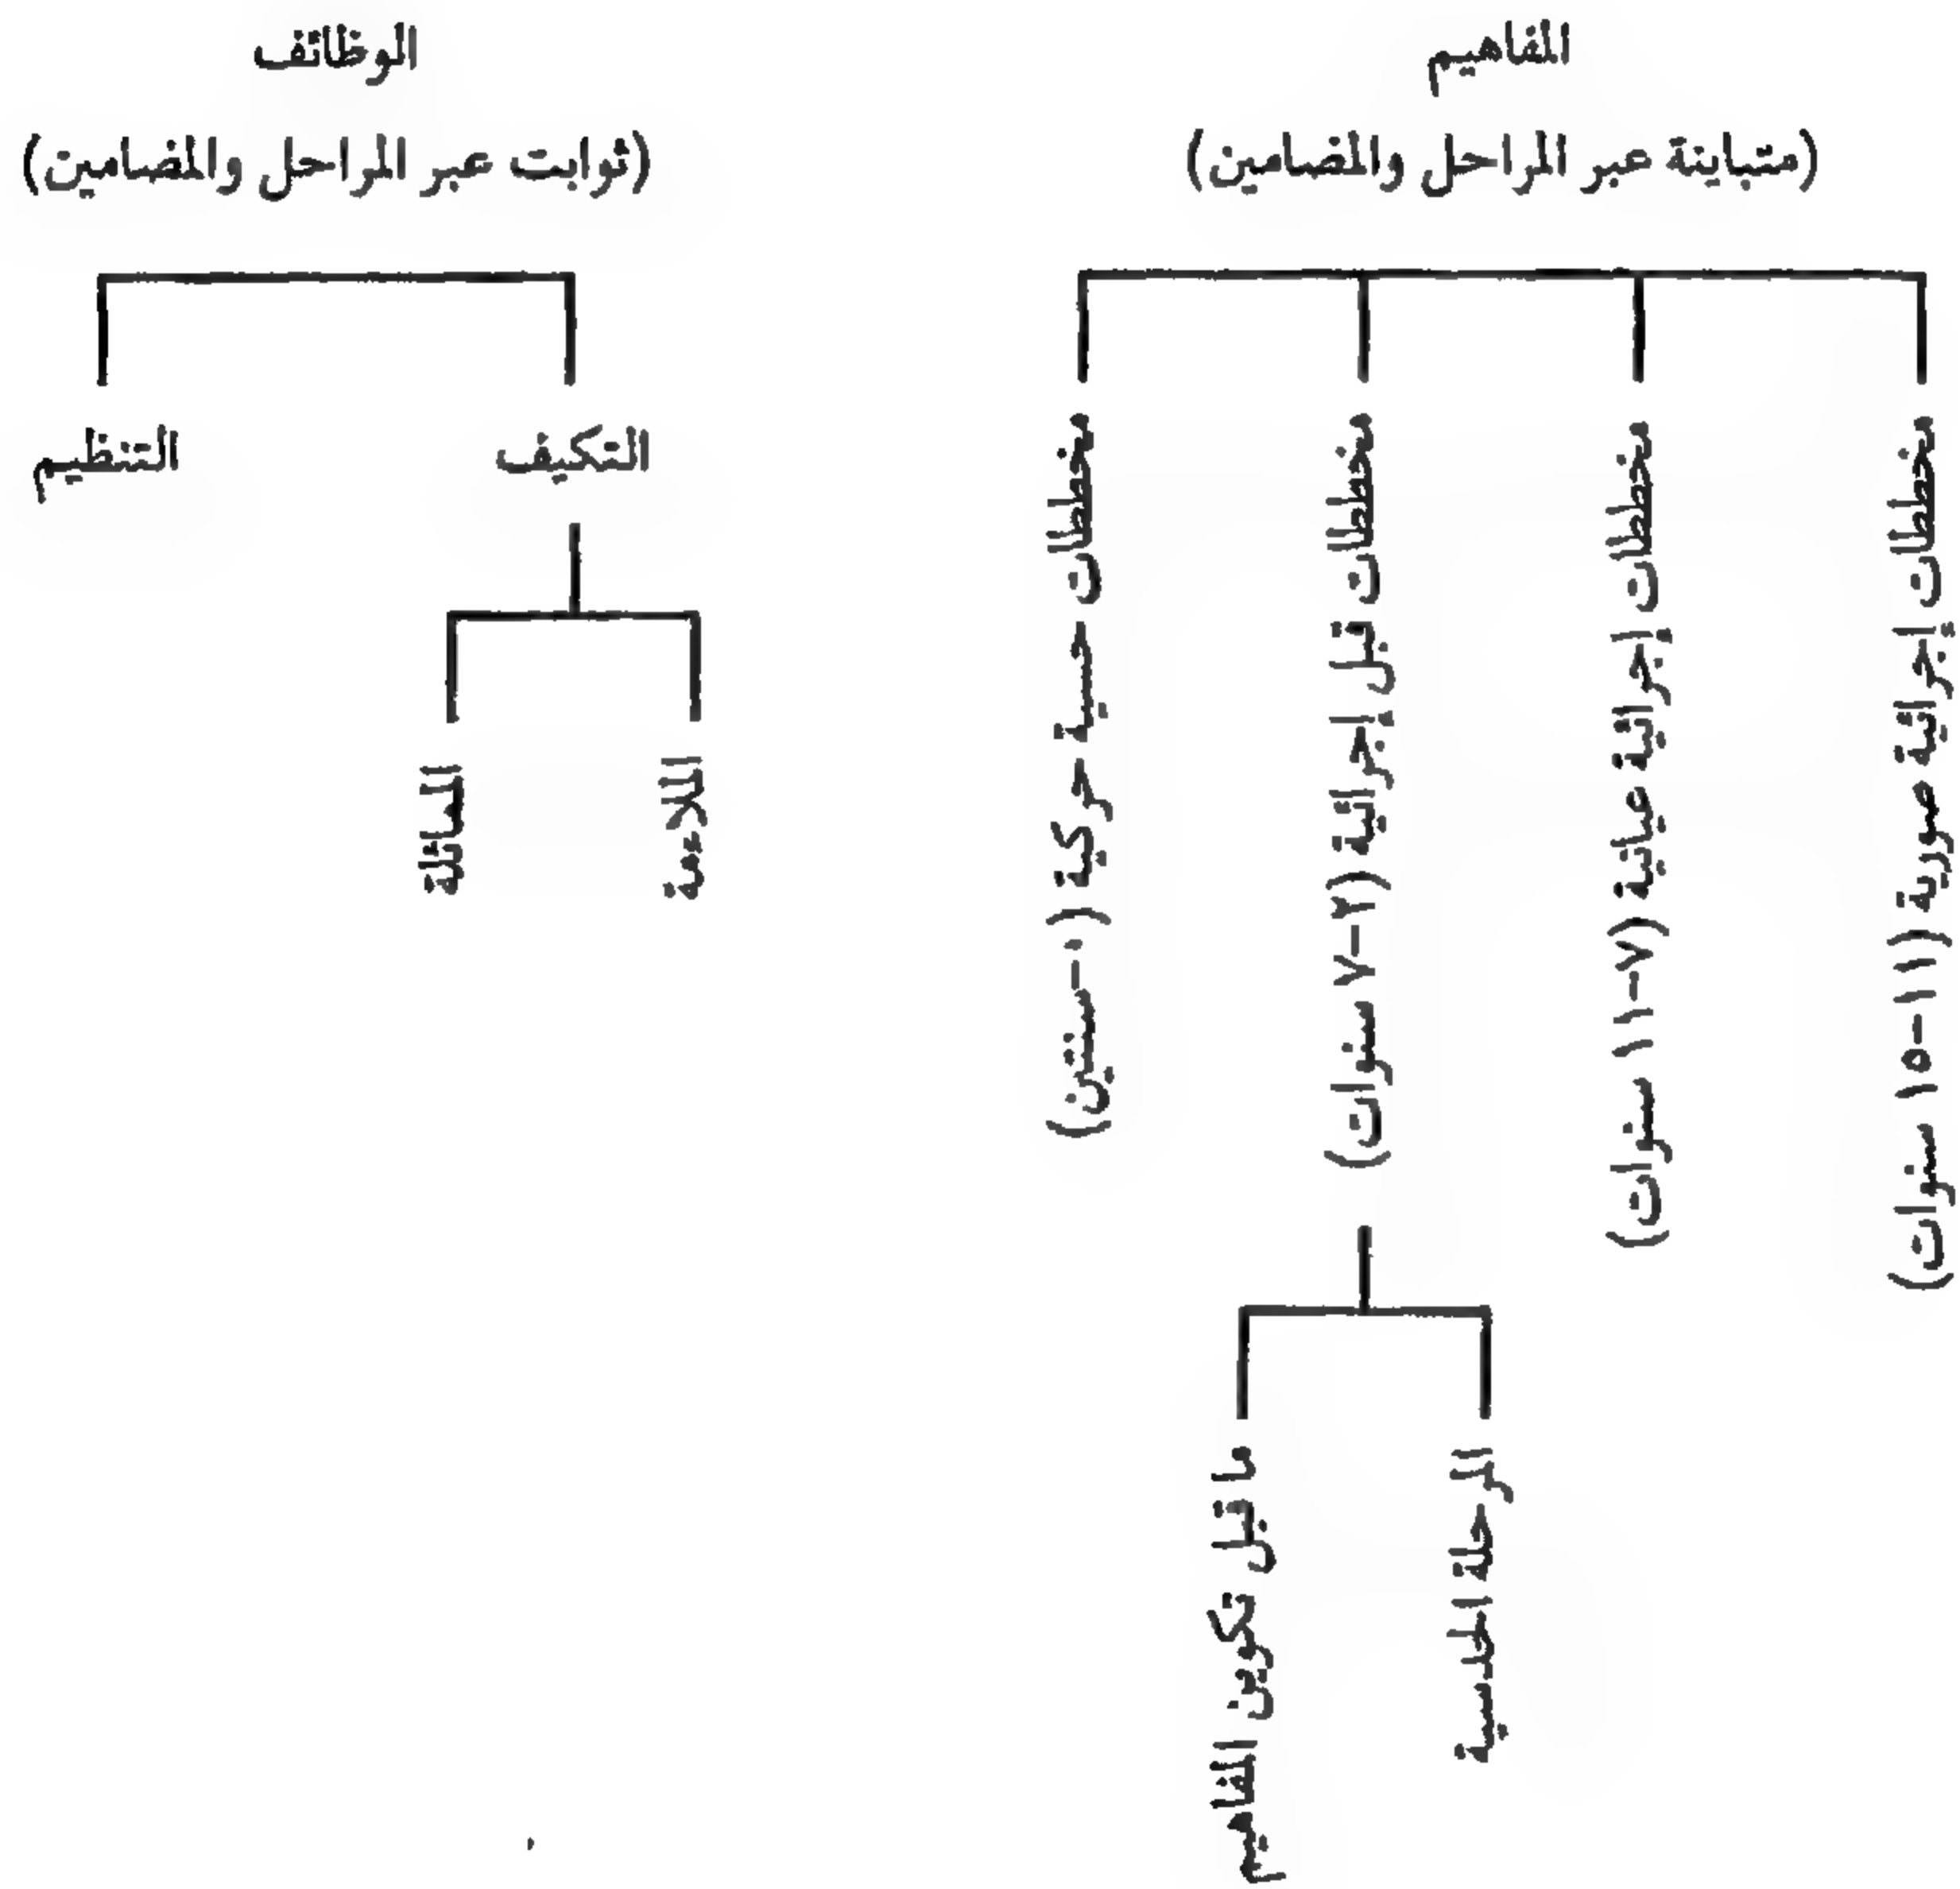 المفاهيم
(متباينة عبر المراحل والمضامين)
مخططات إجرائية صورية (١١-١٥ سنوات)
مخططات إجرائية عيانية (٧-١١ سنوات)
مخططات قبل إجرائية (٢-٧ سنوات)
المرحلة الحدسية
ما قبل تكوين المفاهيم
مخططات حسية حركية (٠-سنتين)
الوظائف
(ثوابت عبر المراحل والمضامين)
التكيف
الملاءمة
المماثلة
التنظيم